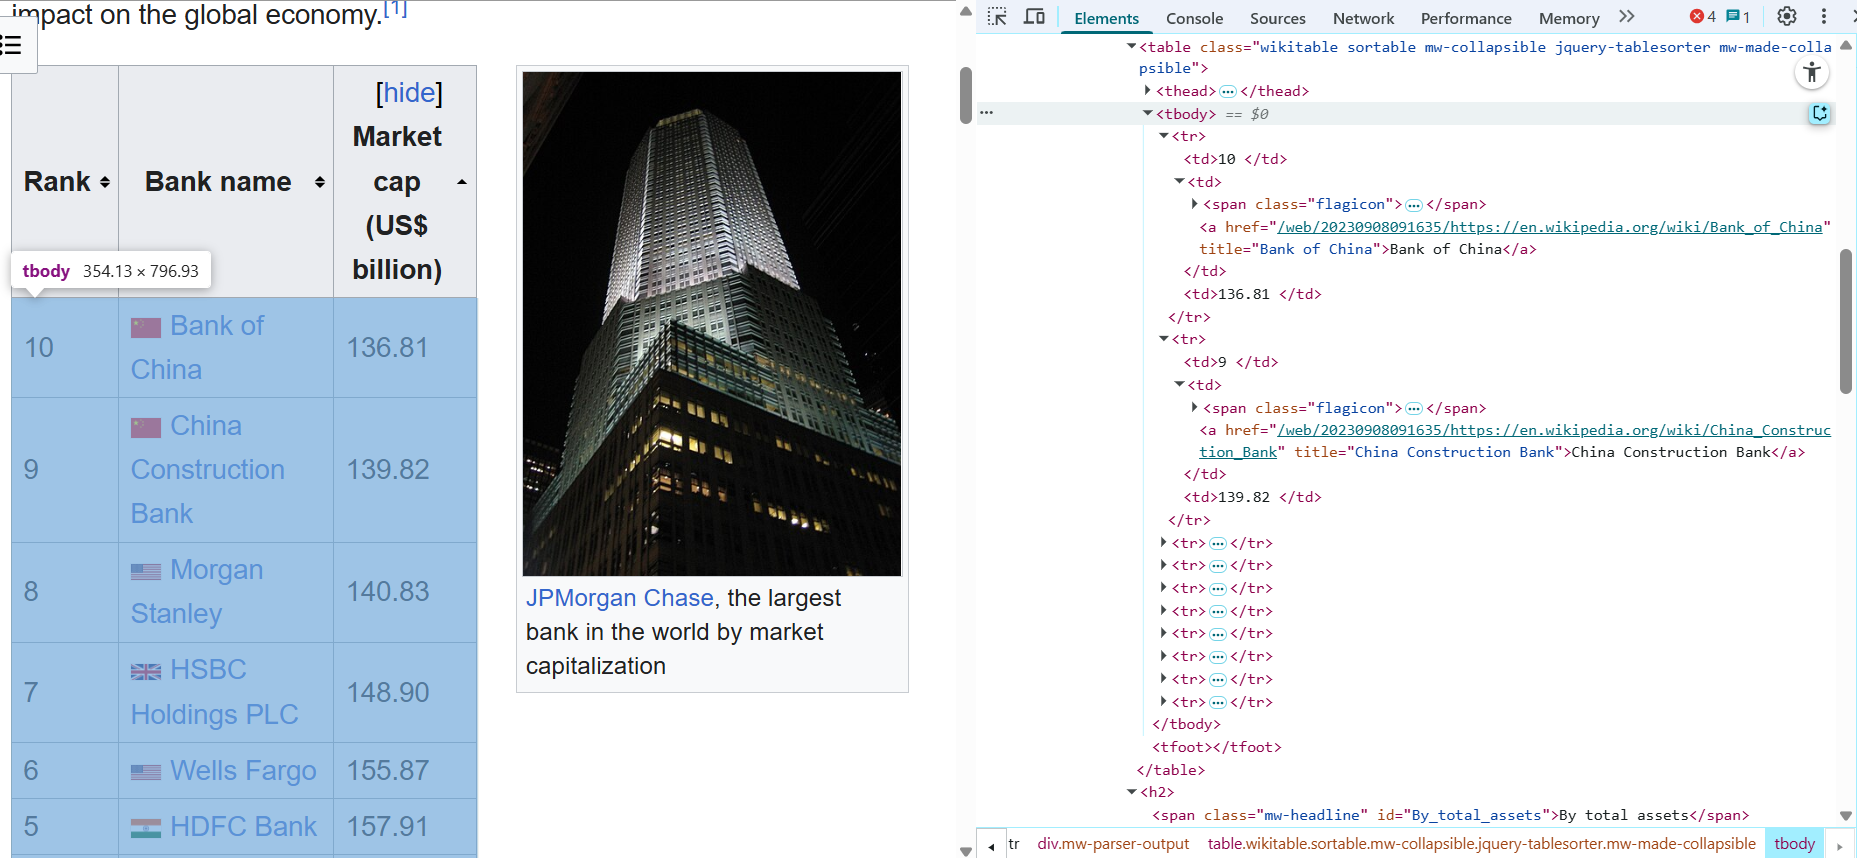 impact on the global economy.[1]
[hide]
Rank
Bank name
Market
cap
(US$
billion)
tbody 354.13 × 796.93
10
Bank of
China
136.81
9
China
Construction
Bank
139.82
8
Morgan
Stanley
140.83
7
HSBC
Holdings PLC
148.90
6
Wells Fargo
155.87
5
HDFC Bank
157.91
JPMorgan Chase, the largest
bank in the world by market
capitalization
Elements Console Sources Network Performance Memory 4 1
<table class="wikitable sortable mw-collapsible jquery-tablesorter mw-made-colla
psible">
<thead> … </thead>
… <tbody> == $0
<tr>
<td>10 </td>
<td>
<span class="flagicon"> … </span>
<a href="/web/20230908091635/https://en.wikipedia.org/wiki/Bank_of_China"
title="Bank of China">Bank of China</a>
</td>
<td>136.81 </td>
</tr>
<tr>
<td>9 </td>
<td>
<span class="flagicon"> … </span>
<a href="/web/20230908091635/https://en.wikipedia.org/wiki/China_Construc
tion_Bank" title="China Construction Bank">China Construction Bank</a>
</td>
<td>139.82 </td>
</tr>
<tr> … </tr>
<tr> … </tr>
<tr> … </tr>
<tr> … </tr>
<tr> … </tr>
<tr> … </tr>
<tr> … </tr>
<tr> … </tr>
</tbody>
<tfoot></tfoot>
</table>
<h2>
<span class="mw-headline" id="By_total_assets">By total assets</span>
tr div.mw-parser-output table.wikitable.sortable.mw-collapsible.jquery-tablesorter.mw-made-collapsible tbody